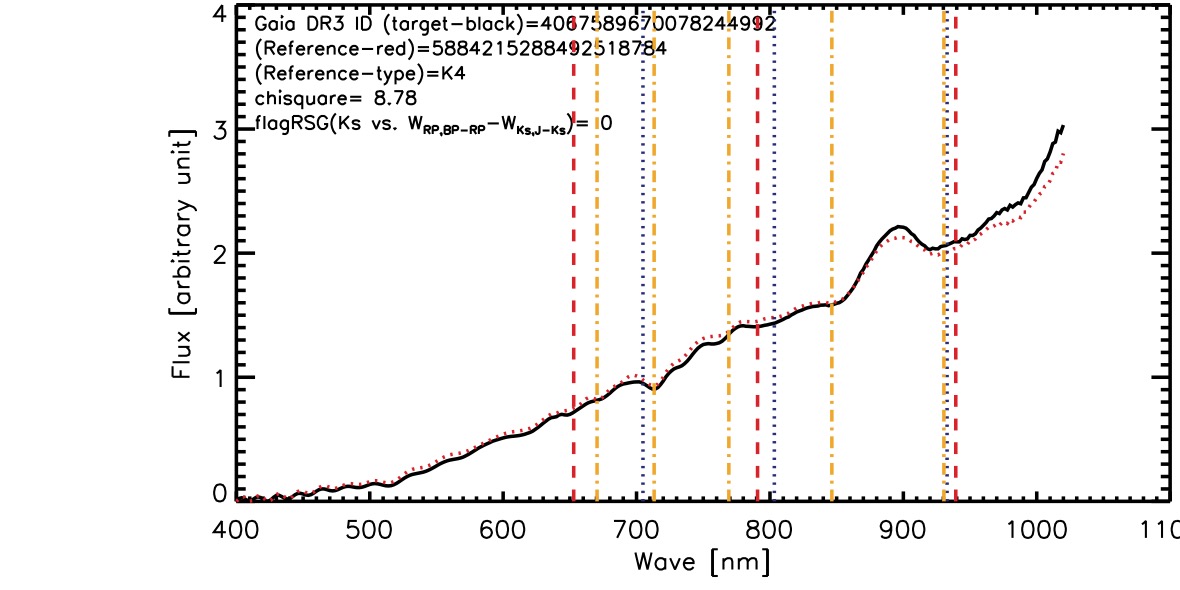 Gaia DR3 ID (target-black)=4067589670078244992
(Reference-red)=5884215288492518784
(Reference-type)=K4
chisquare= 8.78
flagRSG(Ks vs. WRP,BP-RP-WKs,J-Ks)= 0
4
3
2
1
0
Flux [arbitrary unit]
400 500 600 700 800 900 1000 110
Wave [nm]